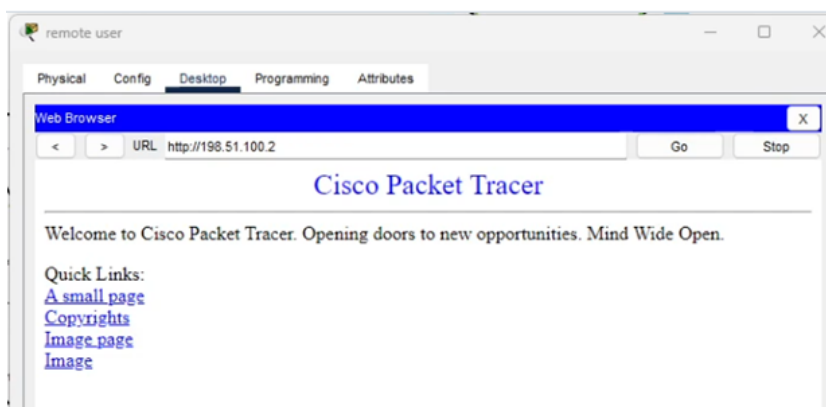 remote user
Physical Config Desktop Programming Attributes
Web Browser X
< > URL http://198.51.100.2 Go Stop
Cisco Packet Tracer
Welcome to Cisco Packet Tracer. Opening doors to new opportunities. Mind Wide Open.
Quick Links:
A small page
Copyrights
Image page
Image